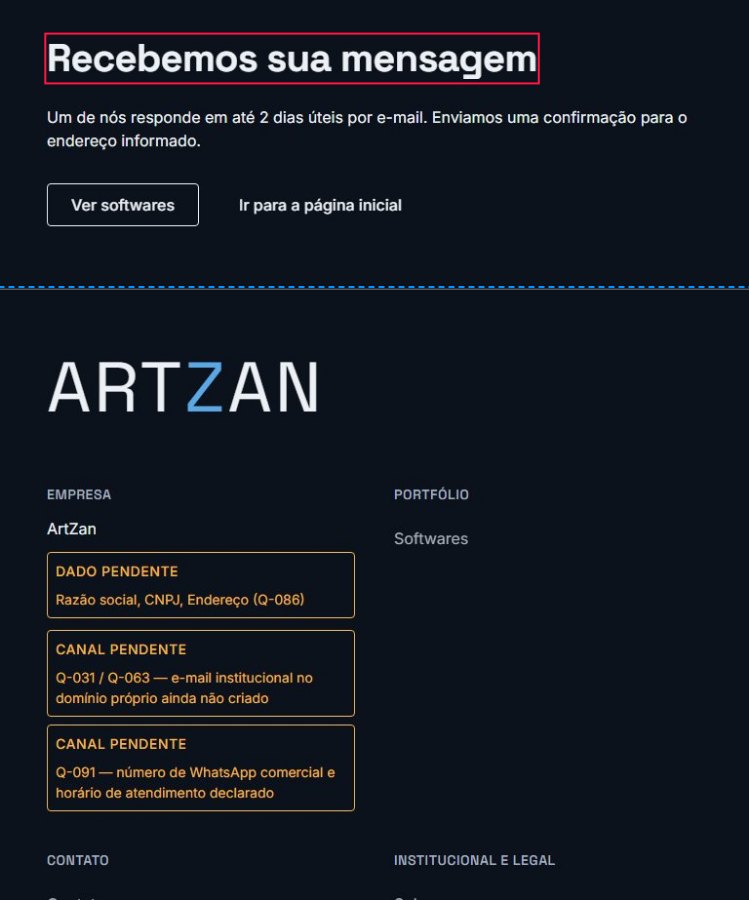 Recebemos sua mensagem
Um de nós responde em até 2 dias úteis por e-mail. Enviamos uma confirmação para o
endereço informado.
Ver softwares
Ir para a página inicial
ARTZAN
EMPRESA
ArtZan
DADO PENDENTE
Razão social, CNPJ, Endereço (Q-086)
CANAL PENDENTE
Q-031 / Q-063 — e-mail institucional no
domínio próprio ainda não criado
CANAL PENDENTE
Q-091 — número de WhatsApp comercial e
horário de atendimento declarado
PORTFÓLIO
Softwares
CONTATO
INSTITUCIONAL E LEGAL